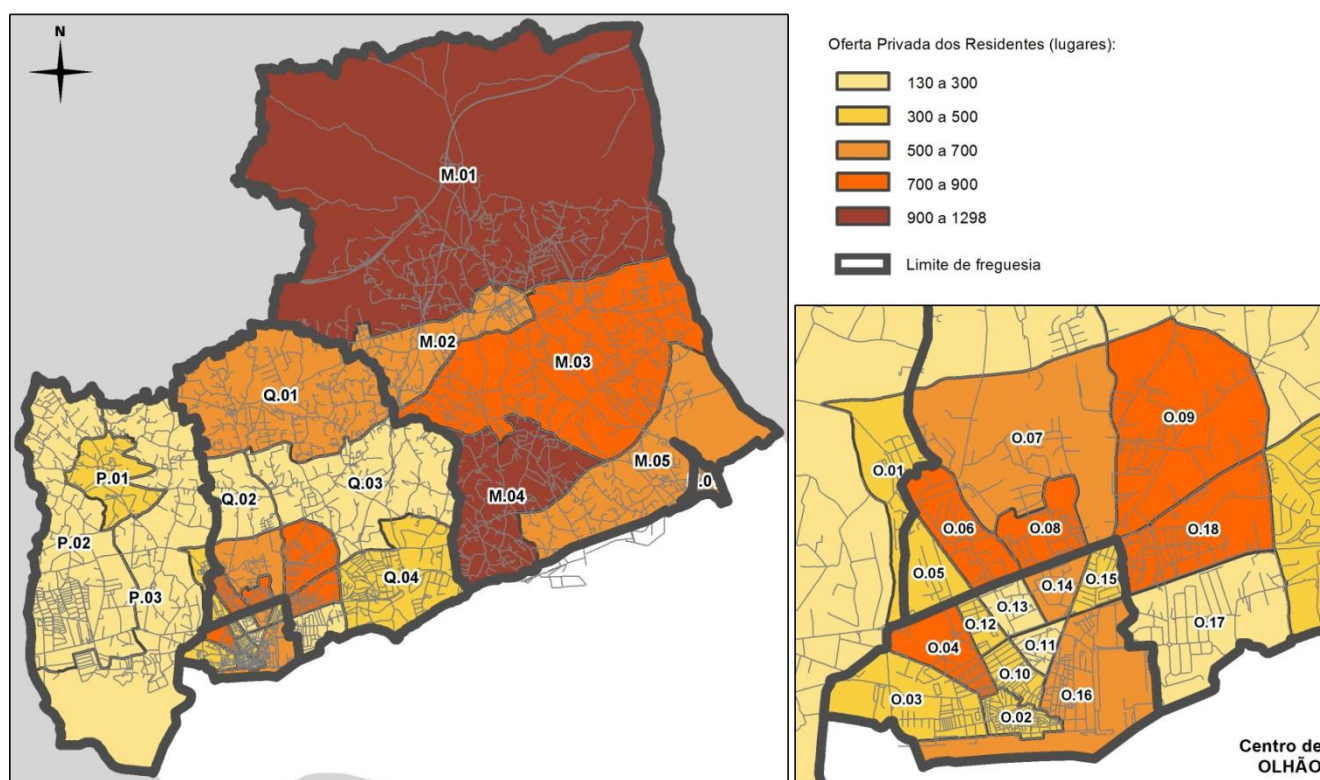 N
M.01
M.02
M.03
Q.01
P.01
Q.02
Q.03
M.04
M.05
.0
P.02
P.03
Q.04
Oferta Privada dos Residentes (lugares):
130 a 300
300 a 500
500 a 700
700 a 900
900 a 1298
Limite de freguesia
O.09
O.07
O.01
O.06
O.08
O.18
O.05
O.14
O.15
O.13
O.12
O.17
O.04
O.11
O.10
O.03
O.16
O.02
Centro de
OLHÃO